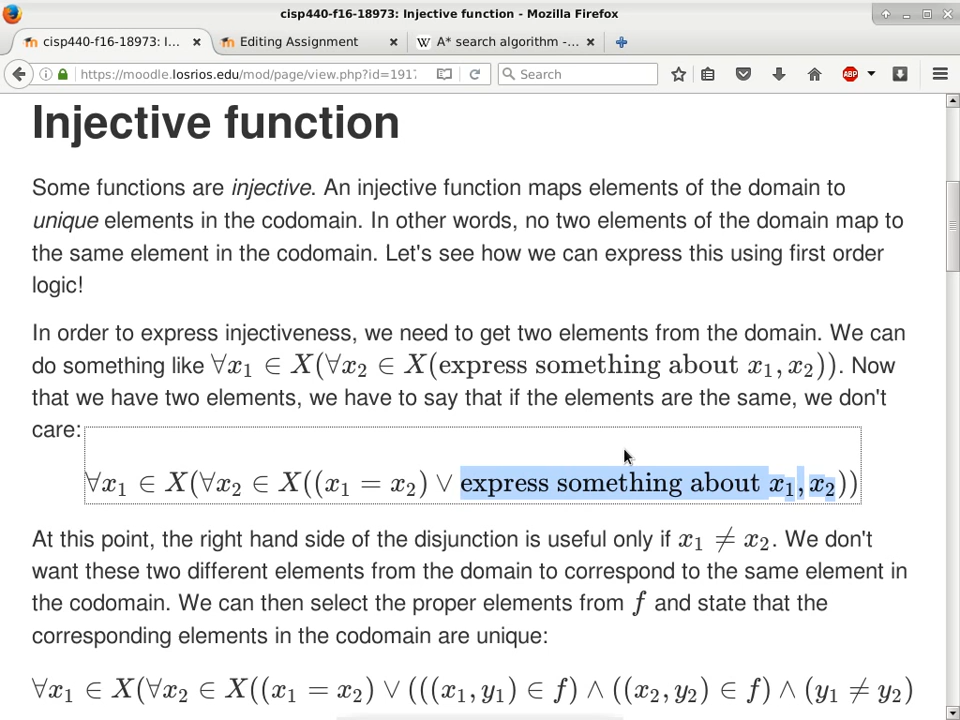 cisp440-f16-18973: Injective function - Mozilla Firefox
cisp440-f16-18973: I... × Editing Assignment × W A* search algorithm -... ×
https://moodle.losrios.edu/mod/page/view.php?id=191 Search ABP
Injective function
Some functions are injective. An injective function maps elements of the domain to
unique elements in the codomain. In other words, no two elements of the domain map to
the same element in the codomain. Let's see how we can express this using first order
logic!
In order to express injectiveness, we need to get two elements from the domain. We can
do something like ∀x₁ ∈ X(∀x₂ ∈ X(express something about x₁, x₂)). Now
that we have two elements, we have to say that if the elements are the same, we don't
care:
∀x₁ ∈ X(∀x₂ ∈ X((x₁ = x₂) ∨ express something about x₁, x₂))
At this point, the right hand side of the disjunction is useful only if x₁ ≠ x₂. We don't
want these two different elements from the domain to correspond to the same element in
the codomain. We can then select the proper elements from f and state that the
corresponding elements in the codomain are unique:
∀x₁ ∈ X(∀x₂ ∈ X((x₁ = x₂) ∨ (((x₁, y₁) ∈ f) ∧ ((x₂, y₂) ∈ f) ∧ (y₁ ≠ y₂)